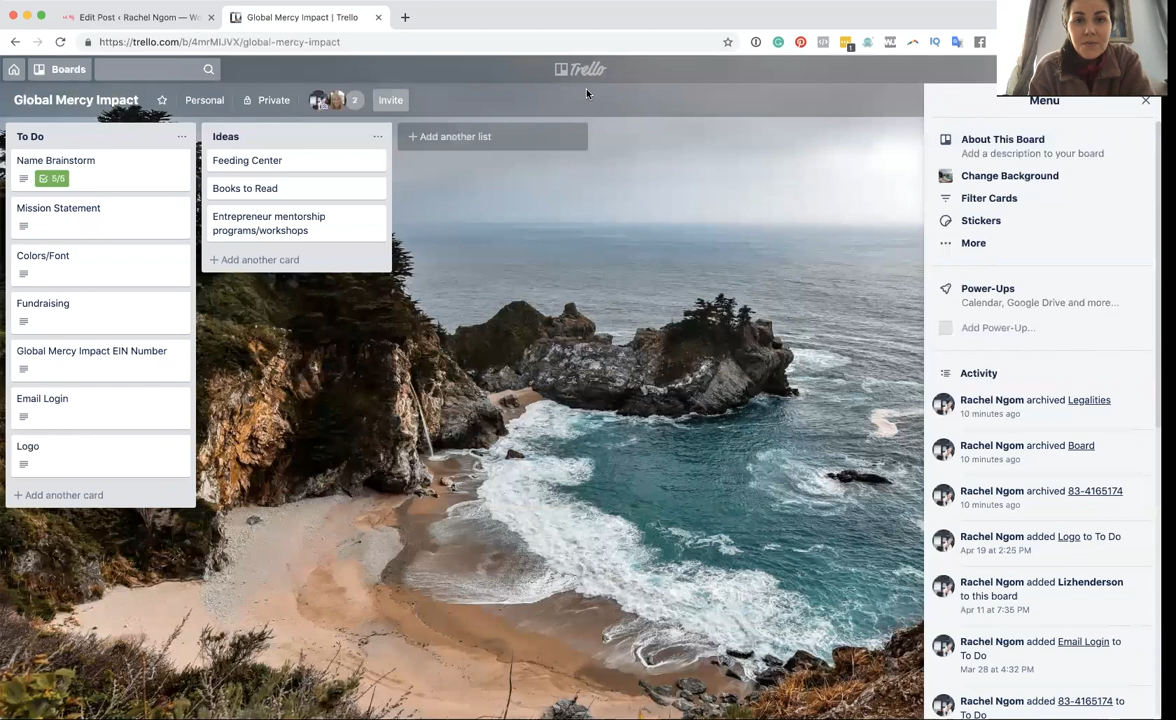 Edit Post ‹ Rachel Ngom — Wo
Global Mercy Impact | Trello
https://trello.com/b/4mrMIJVX/global-mercy-impact
1
IQ
Boards
Trello
Global Mercy Impact
Personal
Private
2
Invite
To Do
Name Brainstorm
5/5
Mission Statement
Colors/Font
Fundraising
Global Mercy Impact EIN Number
Email Login
Logo
+ Add another card
Ideas
Feeding Center
Books to Read
Entrepreneur mentorship
programs/workshops
+ Add another card
+ Add another list
Menu
About This Board
Add a description to your board
Change Background
Filter Cards
Stickers
More
Power-Ups
Calendar, Google Drive and more...
Add Power-Up...
Activity
Rachel Ngom archived Legalities
10 minutes ago
Rachel Ngom archived Board
10 minutes ago
Rachel Ngom archived 83-4165174
10 minutes ago
Rachel Ngom added Logo to To Do
Apr 19 at 2:25 PM
Rachel Ngom added Lizhenderson
to this board
Apr 11 at 7:35 PM
Rachel Ngom added Email Login to
To Do
Mar 28 at 4:32 PM
Rachel Ngom added 83-4165174 to
To Do